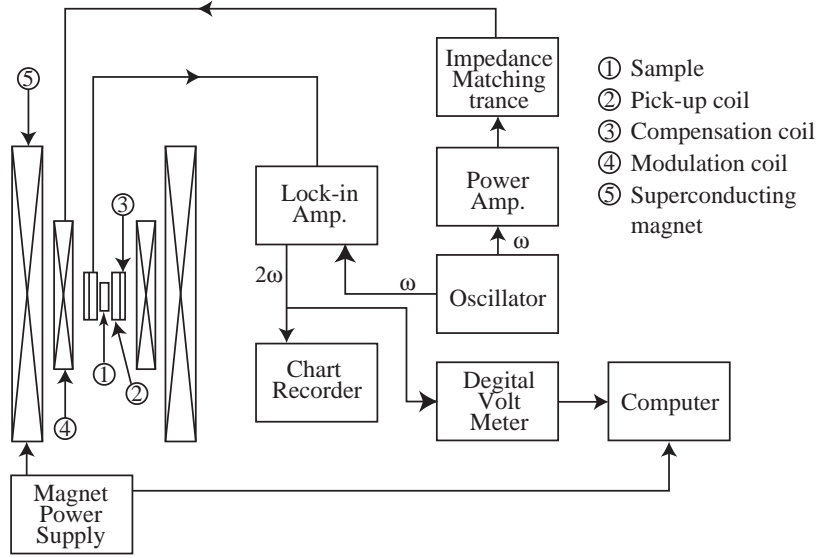 Impedance
Matching
trance
① Sample
② Pick-up coil
③ Compensation coil
④ Modulation coil
⑤ Superconducting
magnet
⑤
Lock-in
Amp.
Power
Amp.
③
ω
2ω
ω
Oscillator
①
②
④
Chart
Recorder
Degital
Volt
Meter
Computer
Magnet
Power
Supply